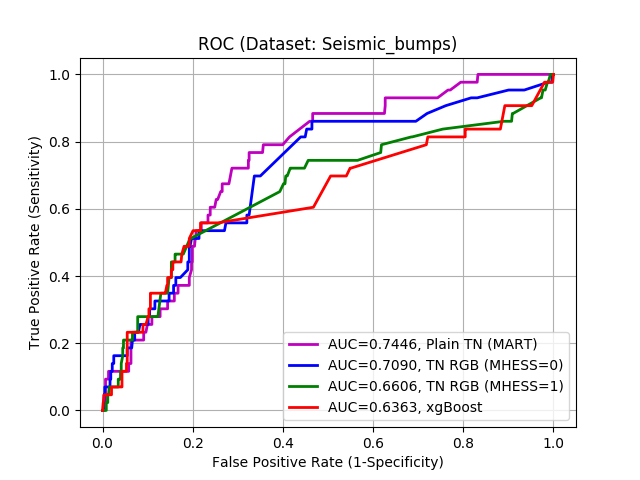 ROC (Dataset: Seismic_bumps)
True Positive Rate (Sensitivity)
1.0
0.8
0.6
0.4
0.2
0.0
AUC=0.7446, Plain TN (MART)
AUC=0.7090, TN RGB (MHESS=0)
AUC=0.6606, TN RGB (MHESS=1)
AUC=0.6363, xgBoost
0.0 0.2 0.4 0.6 0.8 1.0
False Positive Rate (1-Specificity)